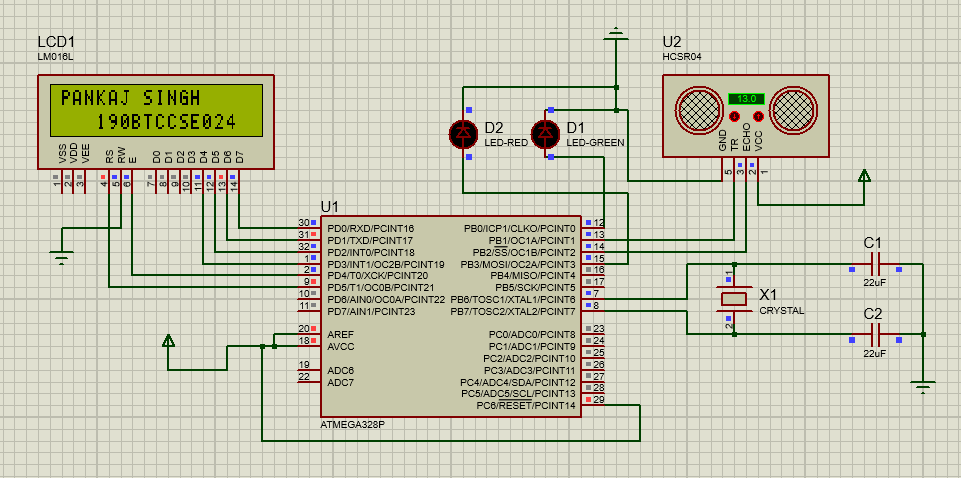 LCD1
LM016L
PANKAJ SINGH
190BTCCSE024
VSS
VDD
VEE
RS
RW
E
D0
D1
D2
D3
D4
D5
D6
D7
1
2
3
4
5
6
7
8
9
10
11
12
13
14
D2
LED-RED
D1
LED-GREEN
U2
HCSR04
13.0
GND
TR
ECHO
VCC
5
3
2
1
U1
30 PD0/RXD/PCINT16
31 PD1/TXD/PCINT17
32 PD2/INT0/PCINT18
1 PD3/INT1/OC2B/PCINT19
2 PD4/T0/XCK/PCINT20
9 PD5/T1/OC0B/PCINT21
10 PD6/AIN0/OC0A/PCINT22
11 PD7/AIN1/PCINT23
20 AREF
18 AVCC
19 ADC6
22 ADC7
PB0/ICP1/CLKO/PCINT0 12
PB1/OC1A/PCINT1 13
PB2/SS/OC1B/PCINT2 14
PB3/MOSI/OC2A/PCINT3 15
PB4/MISO/PCINT4 16
PB5/SCK/PCINT5 17
PB6/TOSC1/XTAL1/PCINT6 7
PB7/TOSC2/XTAL2/PCINT7 8
PC0/ADC0/PCINT8 23
PC1/ADC1/PCINT9 24
PC2/ADC2/PCINT10 25
PC3/ADC3/PCINT11 26
PC4/ADC4/SDA/PCINT12 27
PC5/ADC5/SCL/PCINT13 28
PC6/RESET/PCINT14 29
ATMEGA328P
C1
22uF
1
X1
CRYSTAL
2
C2
22uF